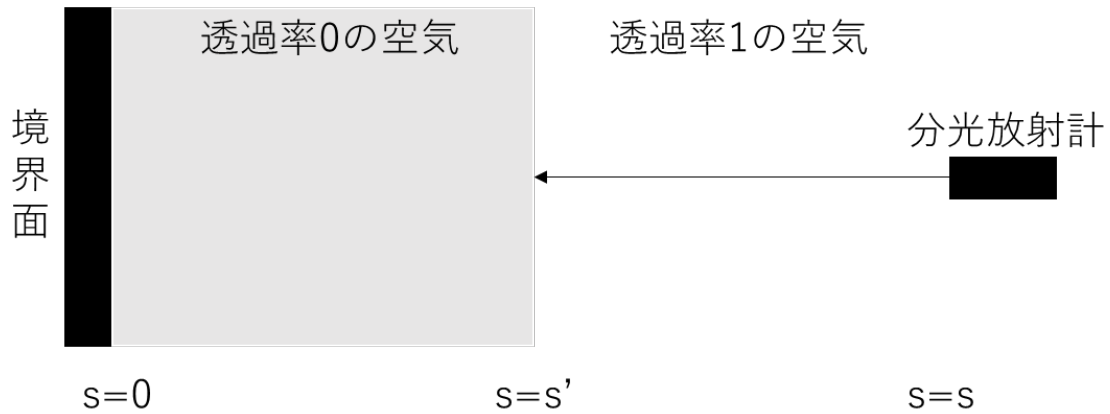 透過率0の空気
透過率1の空気
境界面
分光放射計
s=0
s=s’
s=s